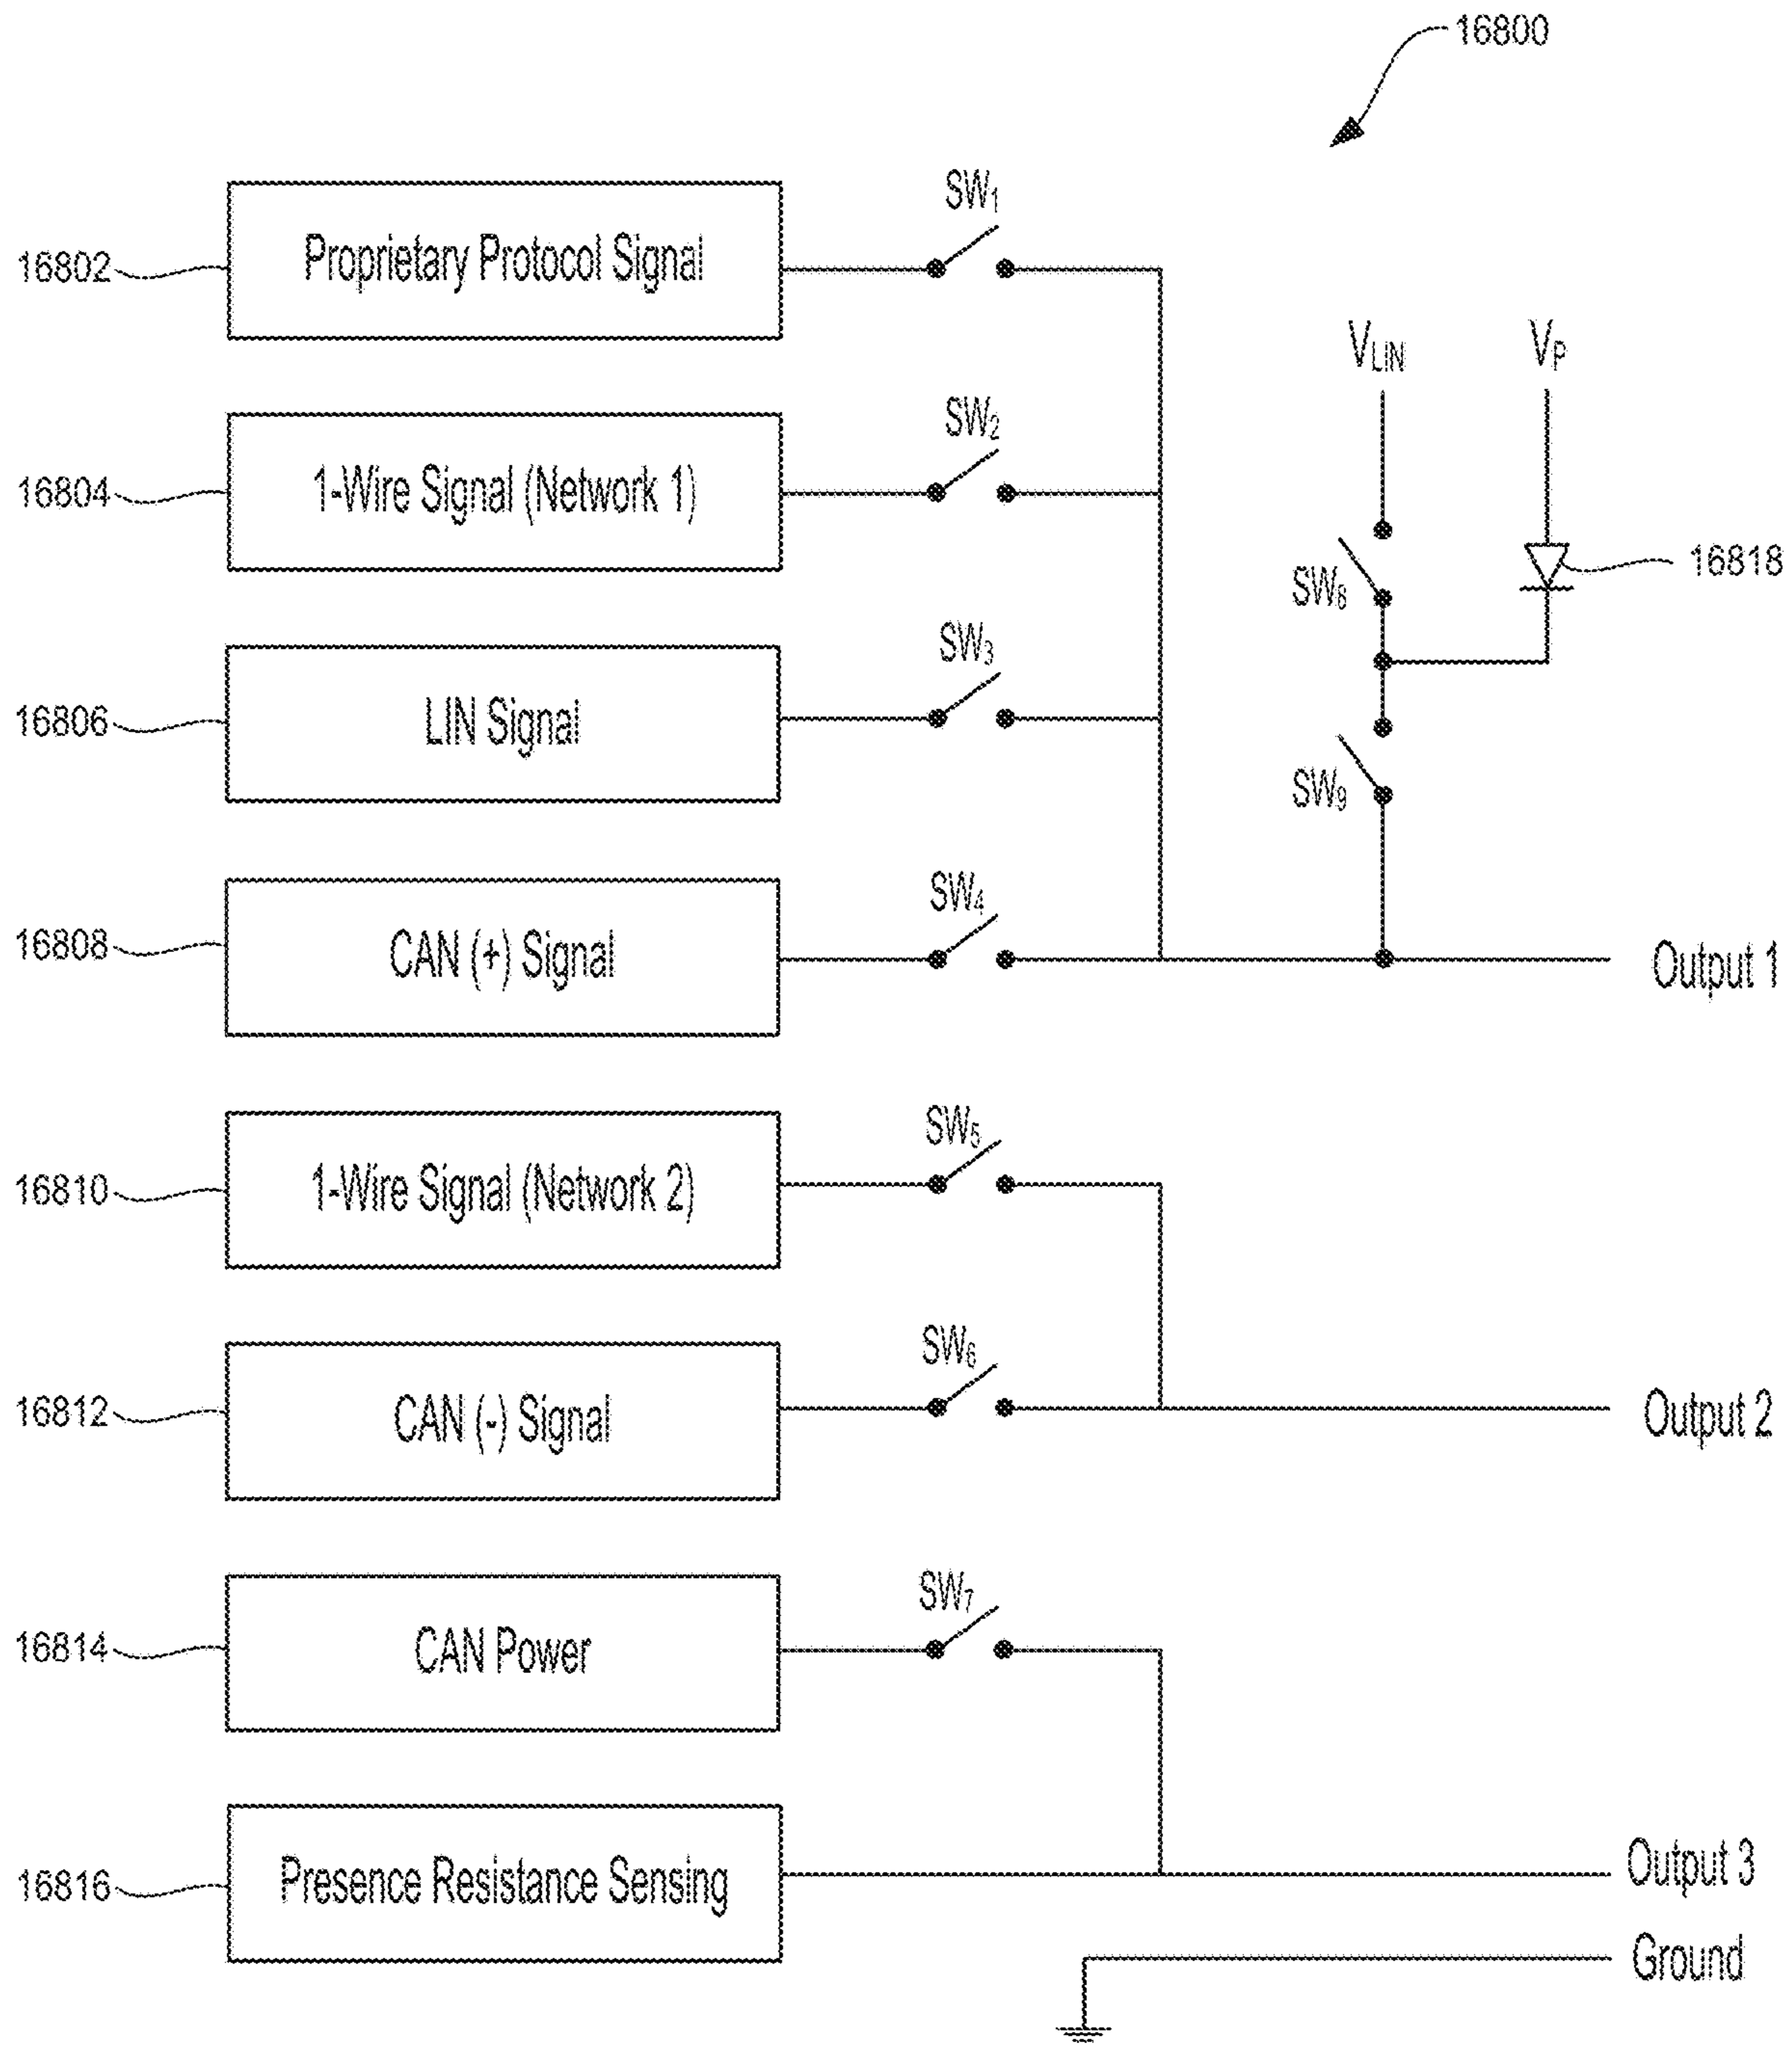 16800
SW1
16802
Proprietary Protocol Signal
VLIN
VP
SW2
16804
1-Wire Signal (Network 1)
16818
SW8
SW3
16806
LIN Signal
SW9
SW4
16808
CAN (+) Signal
Output 1
SW5
16810
1-Wire Signal (Network 2)
SW6
16812
CAN (-) Signal
Output 2
SW7
16814
CAN Power
16816
Presence Resistance Sensing
Output 3
Ground